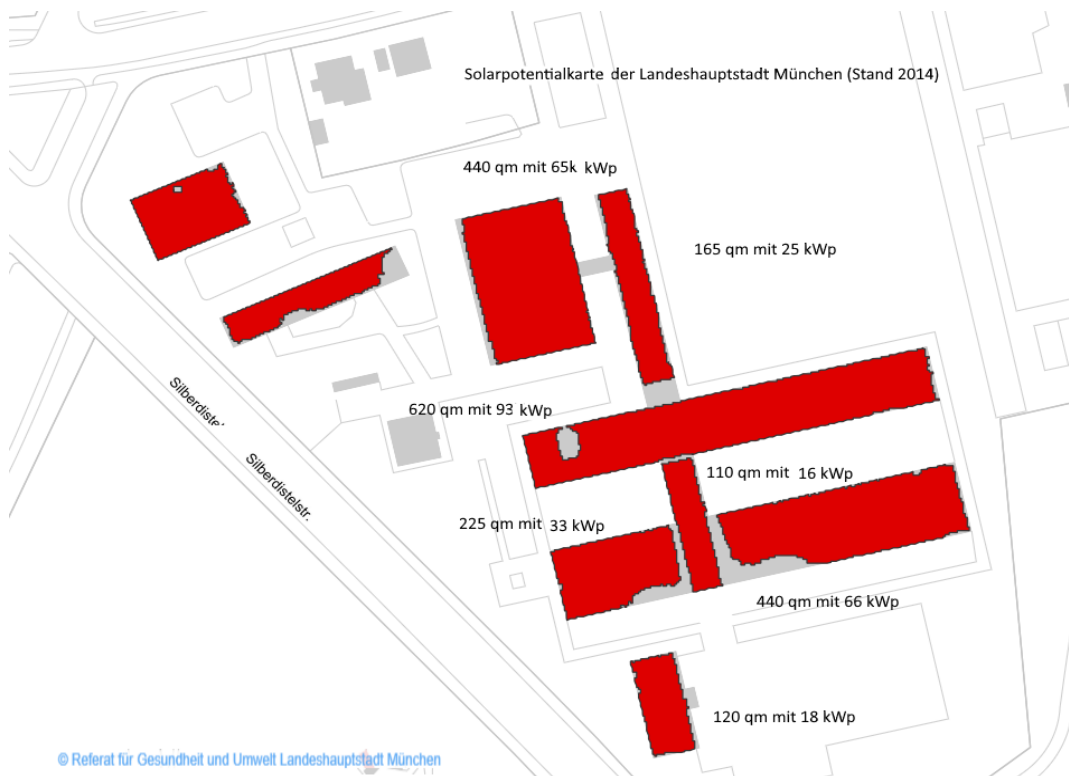 Solarpotentialkarte der Landeshauptstadt München (Stand 2014)
440 qm mit 65k kWp
165 qm mit 25 kWp
Silberdistel
620 qm mit 93 kWp
Silberdistelstr.
110 qm mit 16 kWp
225 qm mit 33 kWp
440 qm mit 66 kWp
120 qm mit 18 kWp
© Referat für Gesundheit und Umwelt Landeshauptstadt München